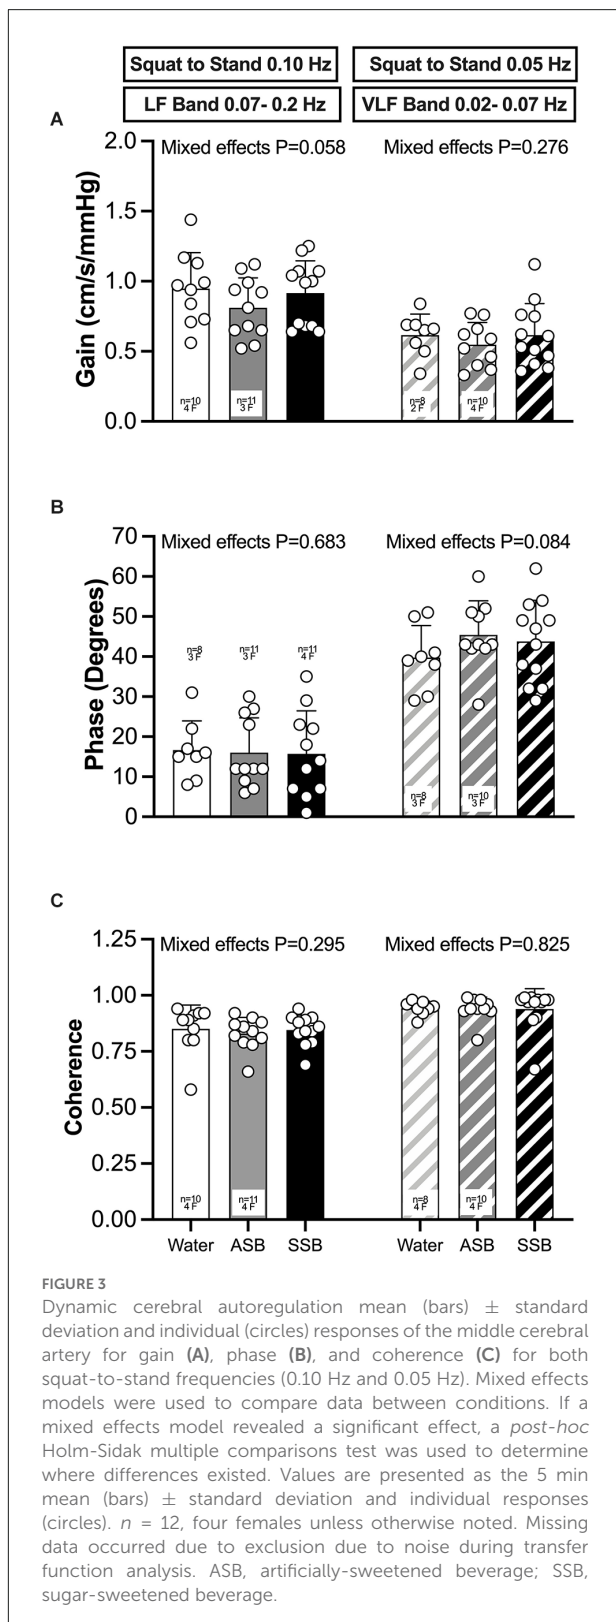 Squat to Stand 0.10 Hz
Squat to Stand 0.05 Hz
LF Band 0.07- 0.2 Hz
VLF Band 0.02- 0.07 Hz
A
Mixed effects P=0.058
Mixed effects P=0.276
Gain (cm/s/mmHg)
2.0
1.5
1.0
0.5
0.0
n=10
4 F
n=11
3 F
n=8
2 F
n=10
4 F
B
Mixed effects P=0.683
Mixed effects P=0.084
Phase (Degrees)
70
60
50
40
30
20
10
0
n=8
3 F
n=11
3 F
n=11
4 F
n=8
3 F
n=10
3 F
C
Mixed effects P=0.295
Mixed effects P=0.825
Coherence
1.25
1.00
0.75
0.50
0.25
0.00
n=10
4 F
n=11
4 F
n=8
4 F
n=10
4 F
Water ASB SSB Water ASB SSB
FIGURE 3
Dynamic cerebral autoregulation mean (bars) ± standard
deviation and individual (circles) responses of the middle cerebral
artery for gain (A), phase (B), and coherence (C) for both
squat-to-stand frequencies (0.10 Hz and 0.05 Hz). Mixed effects
models were used to compare data between conditions. If a
mixed effects model revealed a significant effect, a post-hoc
Holm-Sidak multiple comparisons test was used to determine
where differences existed. Values are presented as the 5 min
mean (bars) ± standard deviation and individual responses
(circles). n = 12, four females unless otherwise noted. Missing
data occurred due to exclusion due to noise during transfer
function analysis. ASB, artificially-sweetened beverage; SSB,
sugar-sweetened beverage.